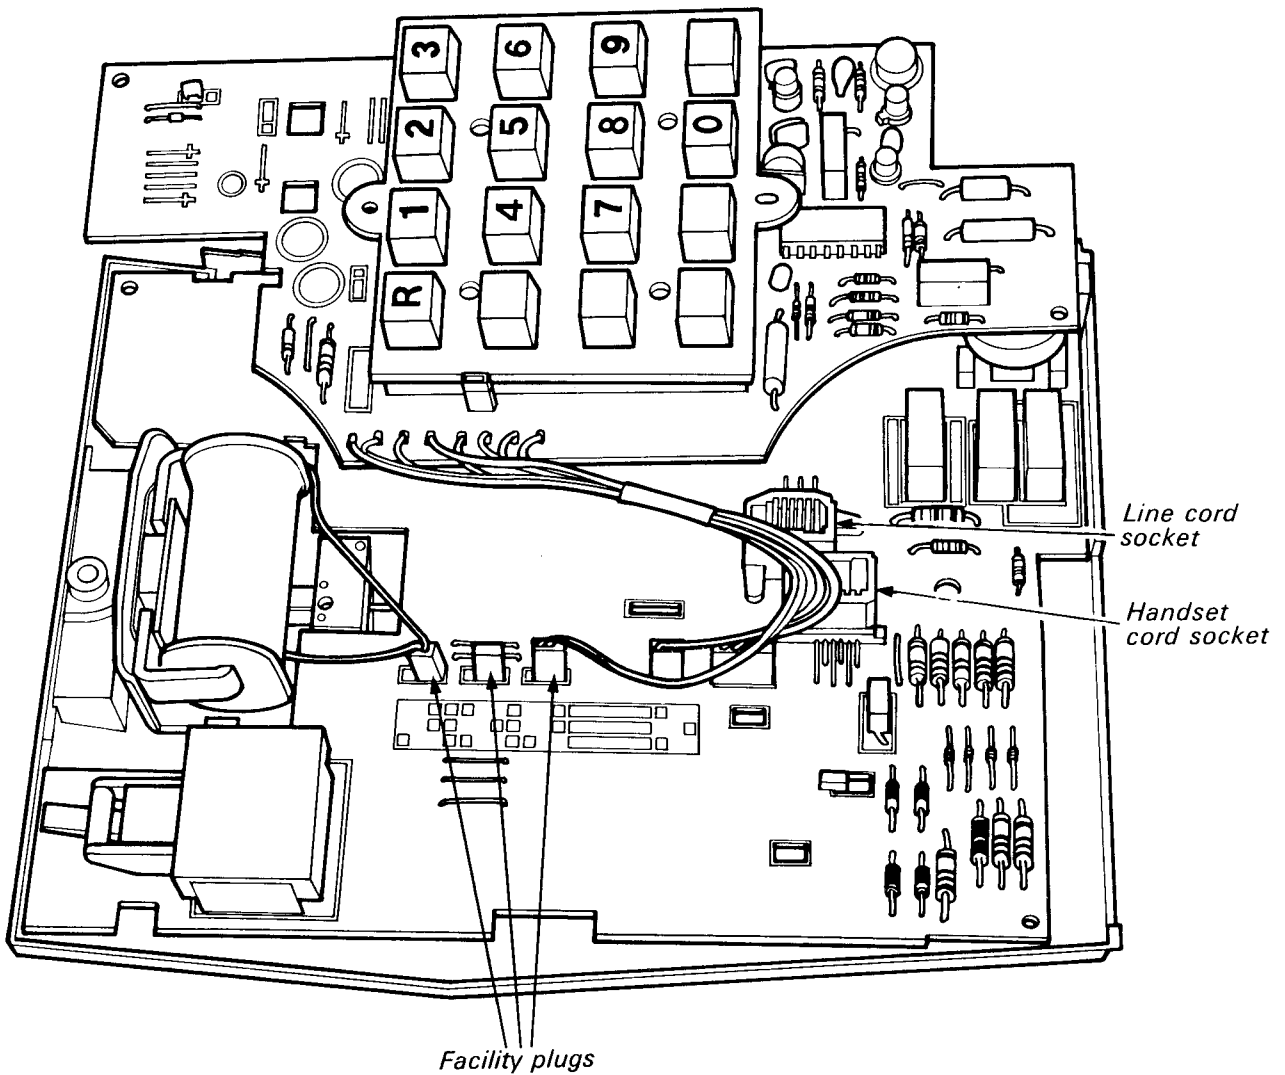 3 6 9
2 5 8 0
1 4 7
R
Line cord
socket
Handset
cord socket
Facility plugs